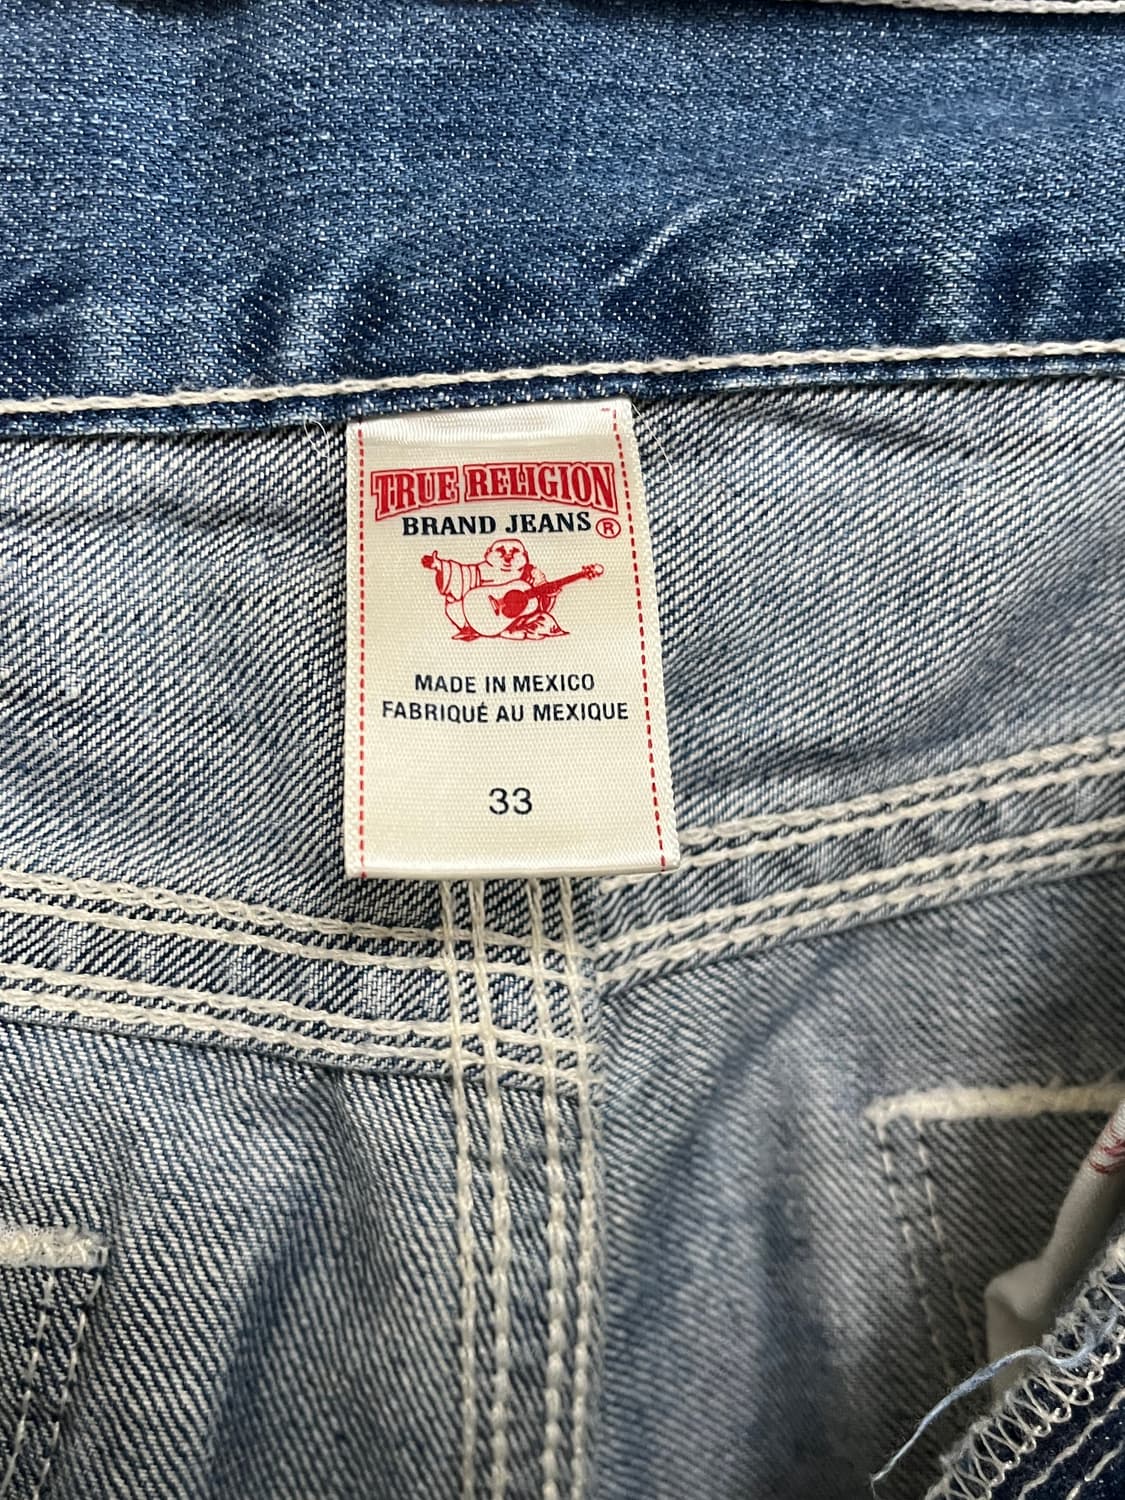 TRUE RELIGION
BRAND JEANS ®
MADE IN MEXICO
FABRIQUÉ AU MEXIQUE
33